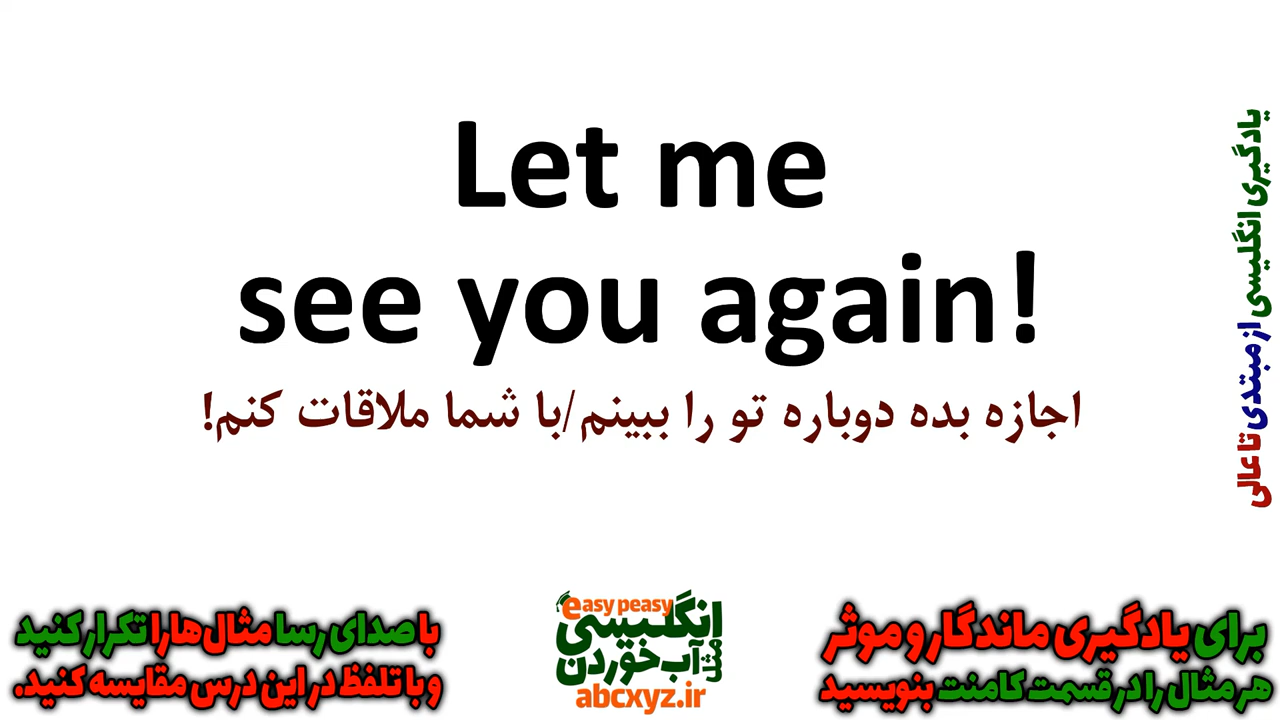 Let me
see you again!
اجازه بده دوباره تو را ببینم/با شما ملاقات کنم!
یادگیری انگلیسی از مبتدی تا عالی
برای یادگیری ماندگار و موثر
هر مثال را در قسمت کامنت بنویسید
easy peasy
انگلیسی
مثل
آب خوردن
abcxyz.ir
با صدای رسا مثال‌ها را تکرار کنید
و با تلفظ در این درس مقایسه کنید.